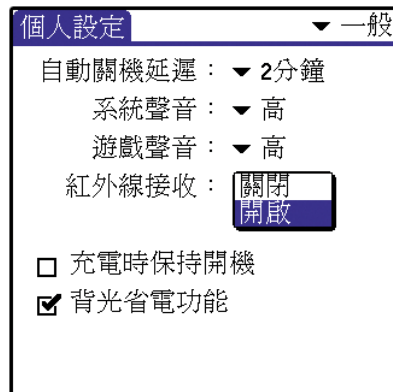 個人設定 一般
自動關機延遲： 2分鐘
系統聲音： 高
遊戲聲音： 高
紅外線接收： 關閉
開啟
充電時保持開機
背光省電功能